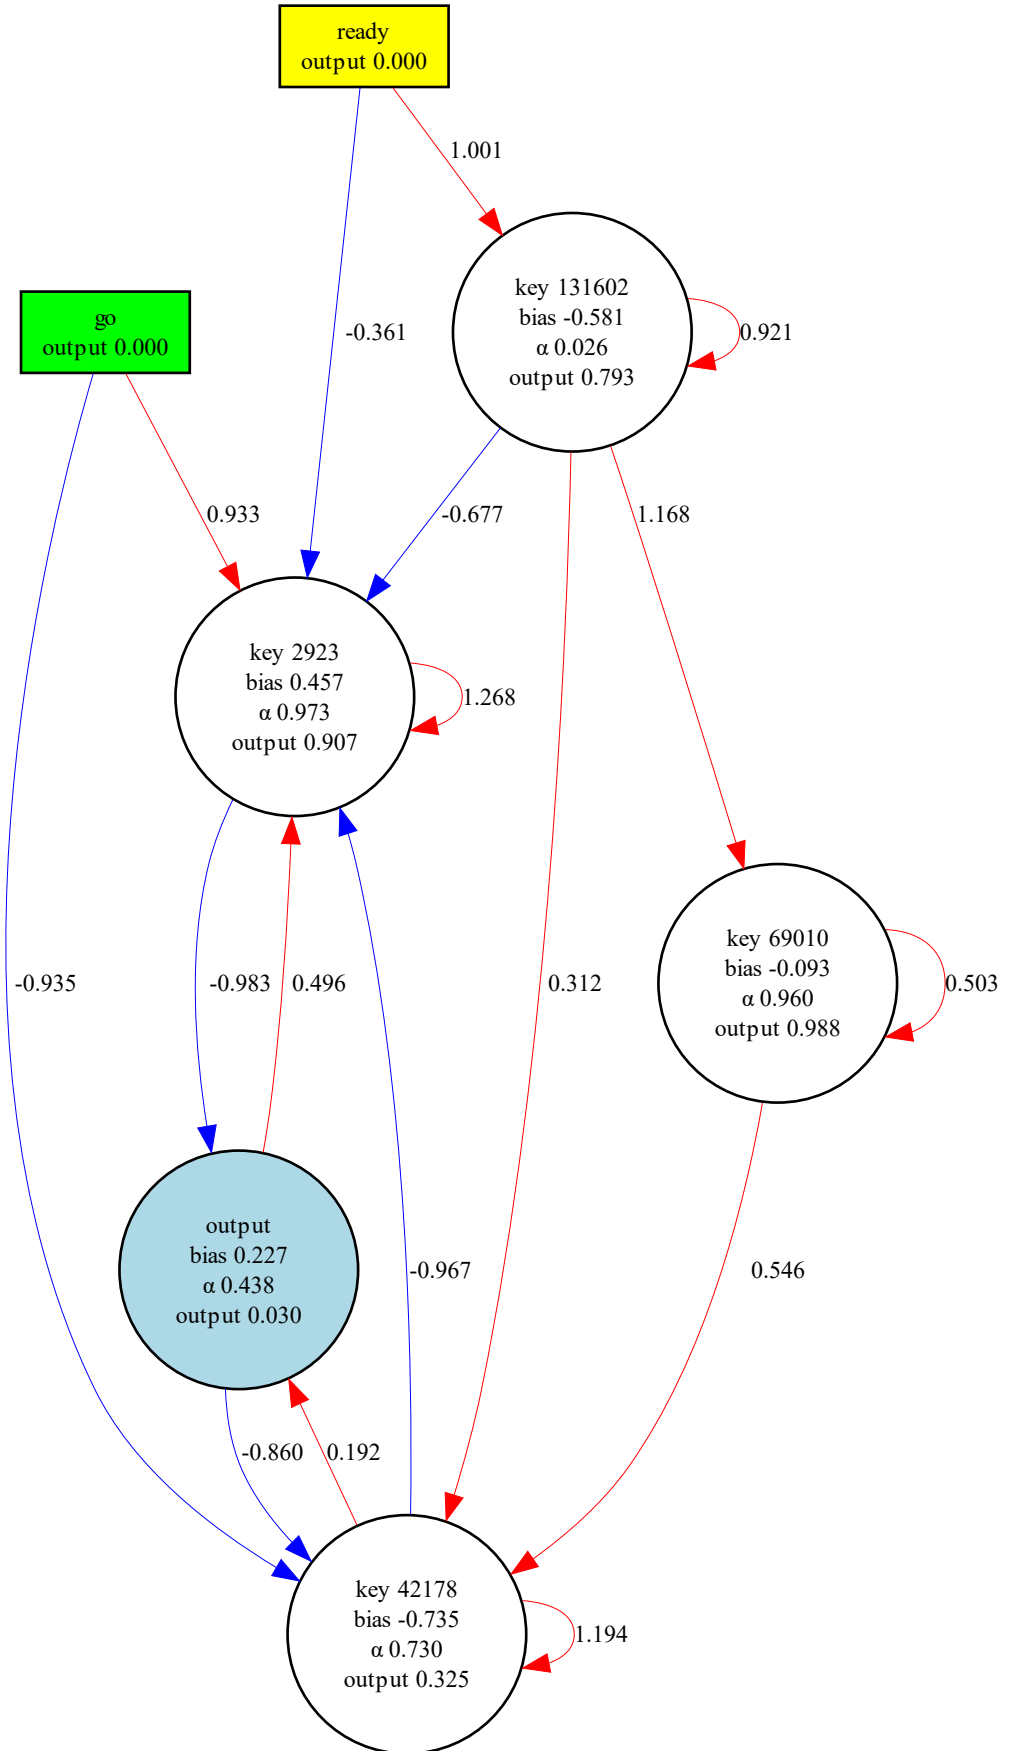 ready
output 0.000
1.001
key 131602
bias -0.581
α 0.026
output 0.793
0.921
go
output 0.000
-0.361
0.933
-0.677
1.168
key 2923
bias 0.457
α 0.973
output 0.907
1.268
-0.935
-0.983
0.496
0.312
key 69010
bias -0.093
α 0.960
output 0.988
0.503
output
bias 0.227
α 0.438
output 0.030
-0.967
0.546
-0.860
0.192
key 42178
bias -0.735
α 0.730
output 0.325
1.194